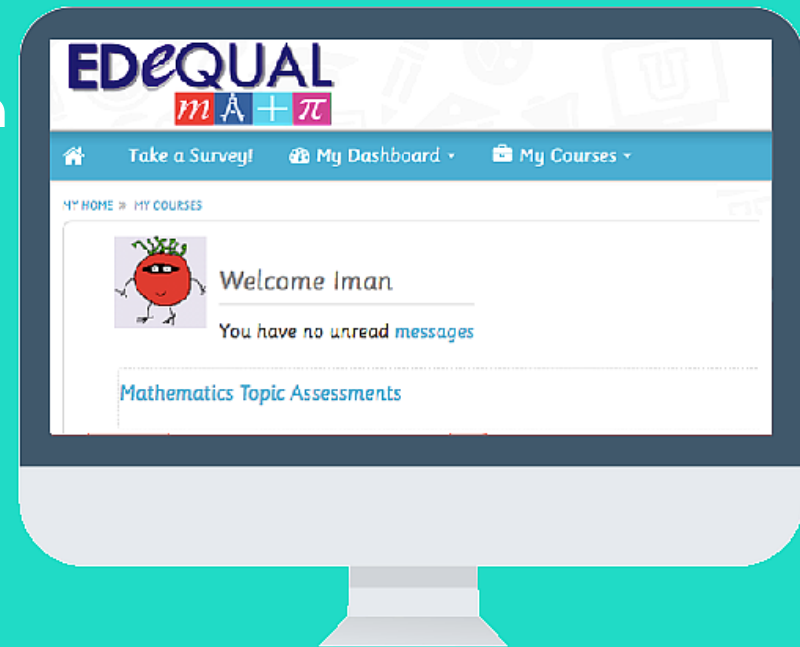 EDeQUAL
mA+π
Take a Survey! My Dashboard My Courses
MY HOME » MY COURSES
Welcome Iman
You have no unread messages
Mathematics Topic Assessments